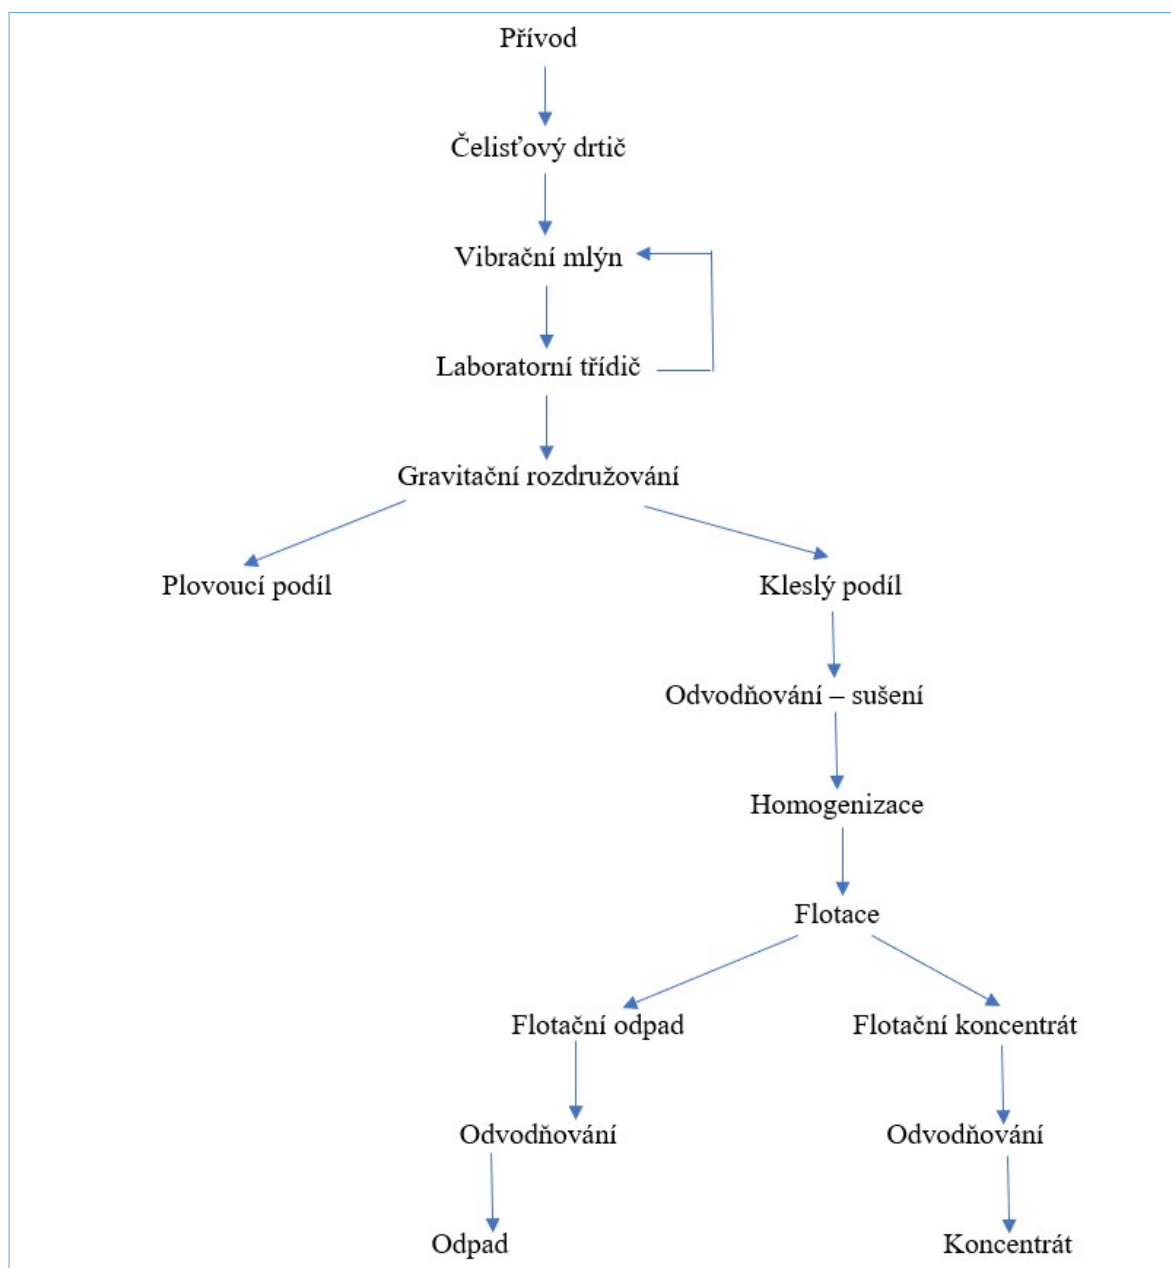 Přívod
Čelisťový drtič
Vibrační mlýn
Laboratorní třídič
Gravitační rozdružování
Plovoucí podíl
Kleslý podíl
Odvodňování – sušení
Homogenizace
Flotace
Flotační odpad
Flotační koncentrát
Odvodňování
Odvodňování
Odpad
Koncentrát